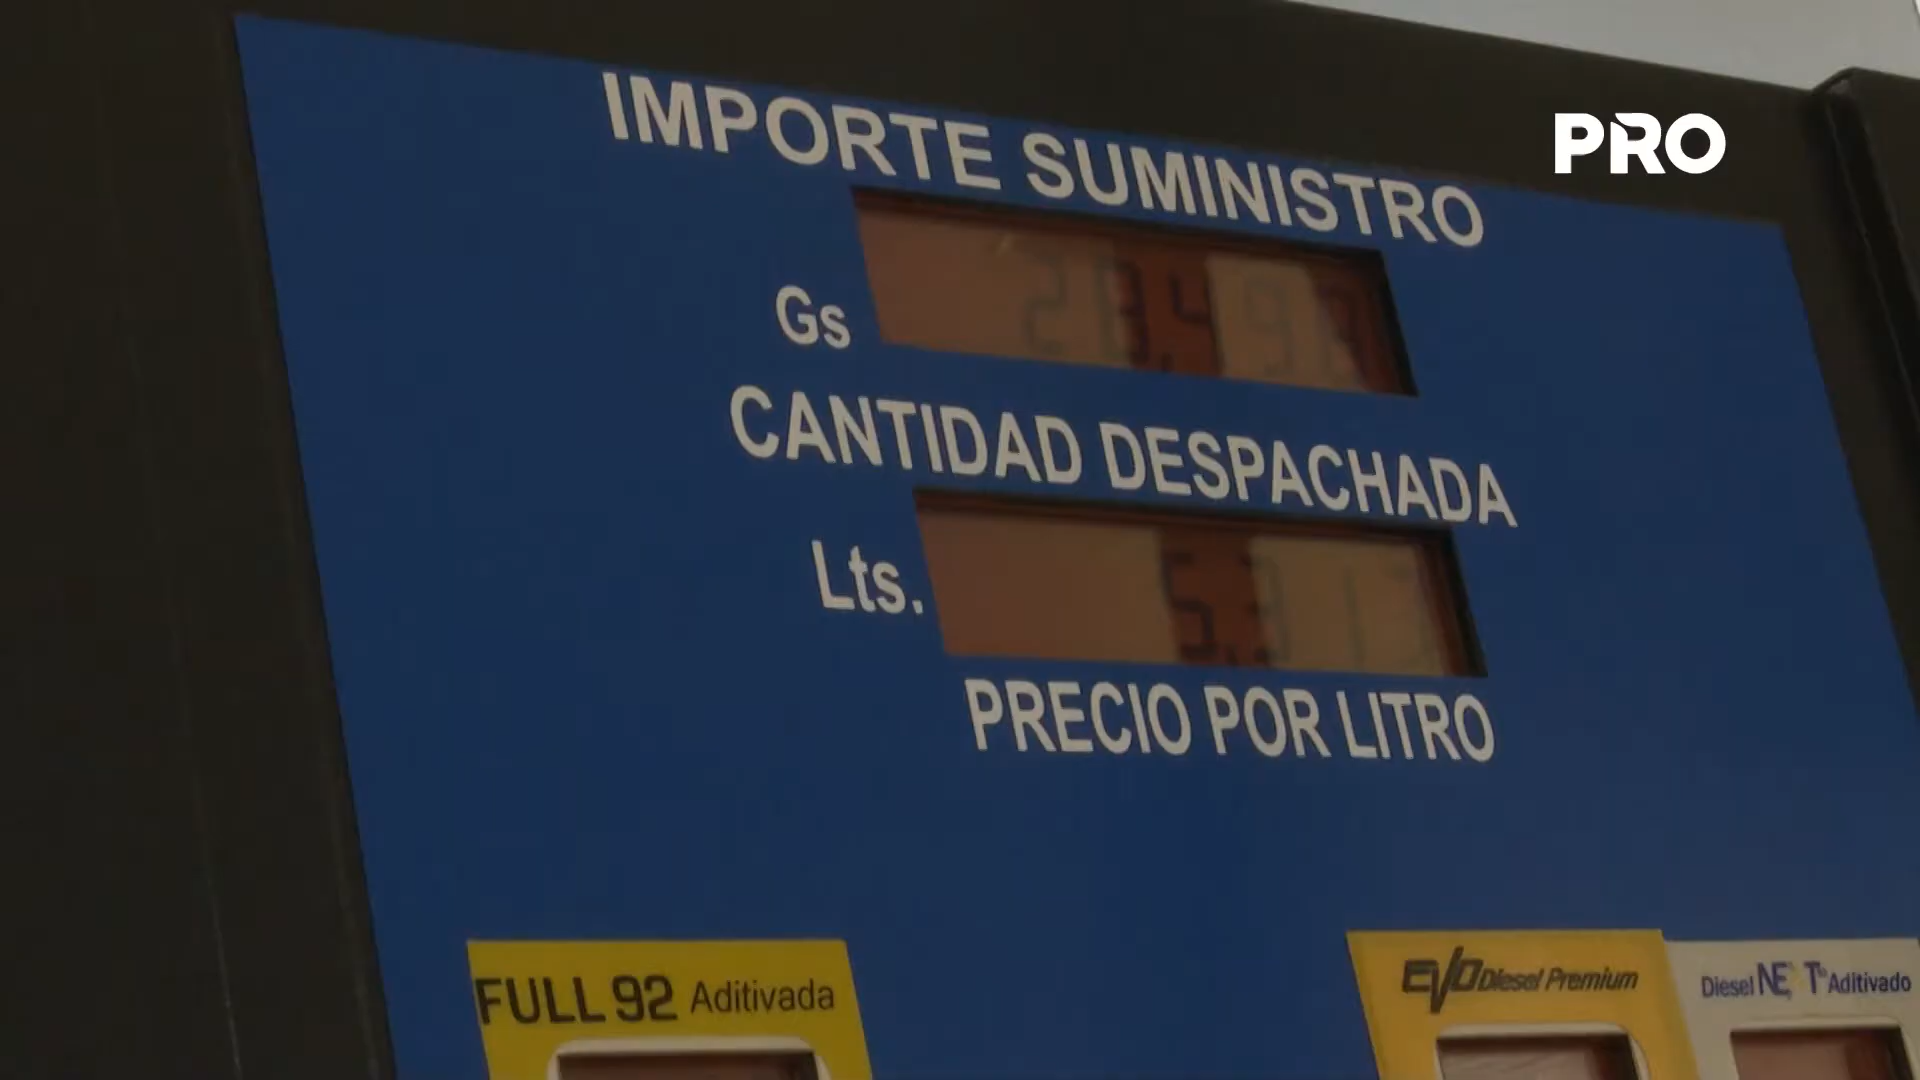 PRO
IMPORTE SUMINISTRO
Gs
CANTIDAD DESPACHADA
Lts.
PRECIO POR LITRO
FULL 92 Aditivada
EVO Diesel Premium
Diesel Aditivado